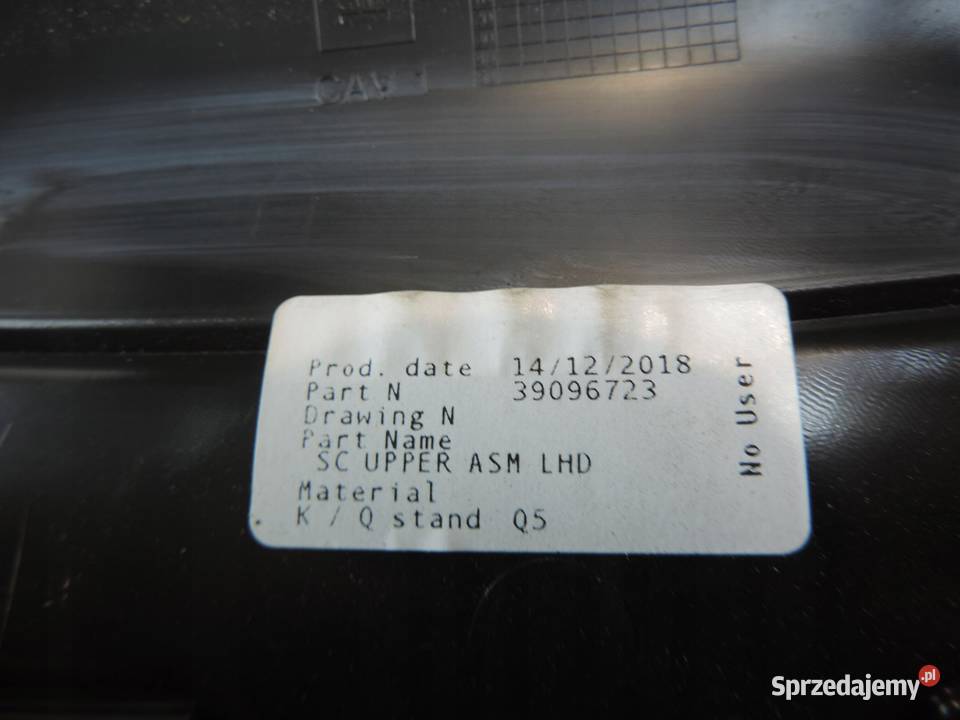 CAV 1
Prod. date 14/12/2018
Part N 39096723
Drawing N
Part Name
SC UPPER ASM LHD
Material
K / Q stand Q5
No User
Sprzedajemy.pl